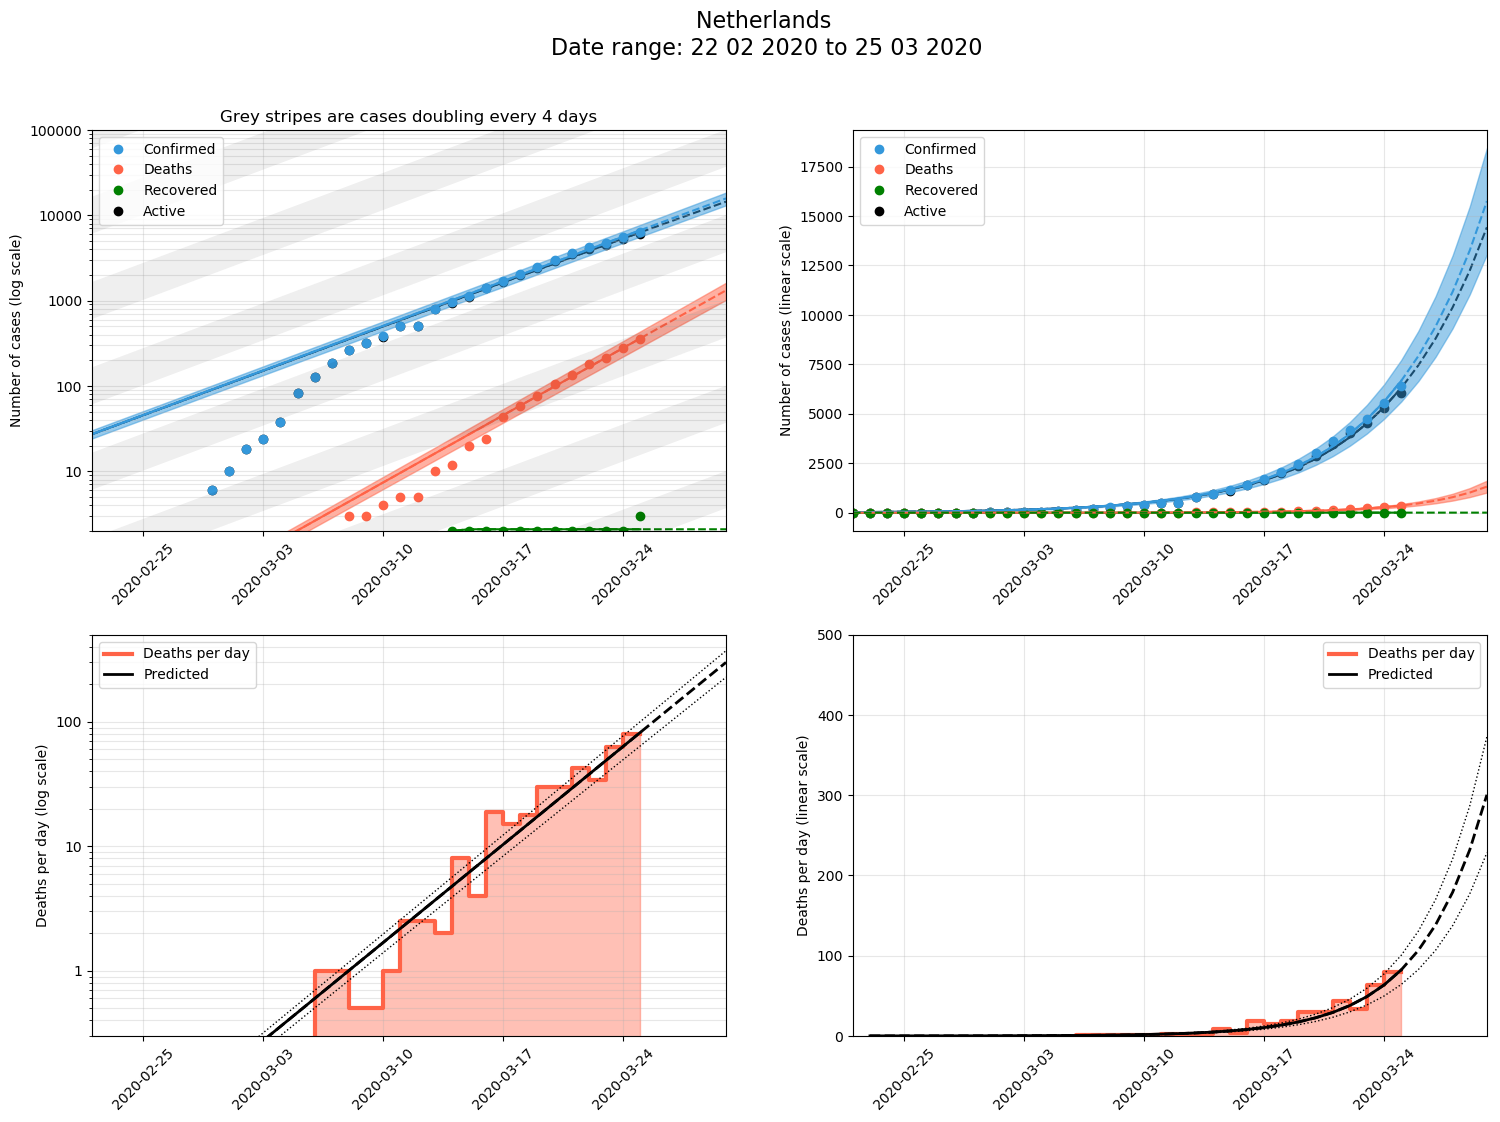 Netherlands
Date range: 22 02 2020 to 25 03 2020
Grey stripes are cases doubling every 4 days
Number of cases (log scale)
100000
10000
1000
100
10
Confirmed
Deaths
Recovered
Active
2020-02-25
2020-03-03
2020-03-10
2020-03-17
2020-03-24
Number of cases (linear scale)
17500
15000
12500
10000
7500
5000
2500
0
Confirmed
Deaths
Recovered
Active
2020-02-25
2020-03-03
2020-03-10
2020-03-17
2020-03-24
Deaths per day (log scale)
100
10
1
Deaths per day
Predicted
2020-02-25
2020-03-03
2020-03-10
2020-03-17
2020-03-24
Deaths per day (linear scale)
500
400
300
200
100
0
Deaths per day
Predicted
2020-02-25
2020-03-03
2020-03-10
2020-03-17
2020-03-24